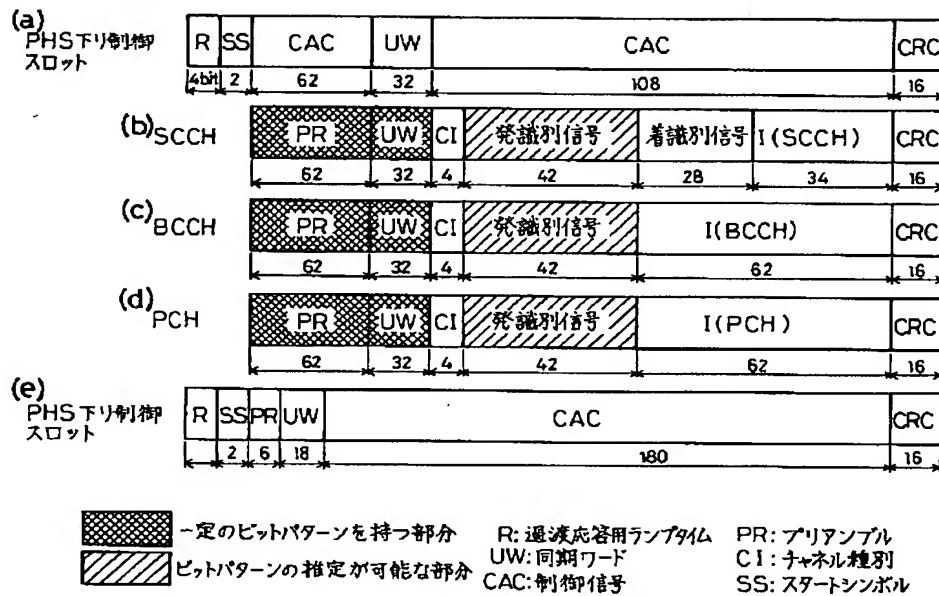 (a)
PHS下り制御
スロット
R SS CAC UW CAC CRC
4bit 2 62 32 108 16
(b) SCCH
PR UW CI 発識別信号 着識別信号 I(SCCH) CRC
62 32 4 42 28 34 16
(c) BCCH
PR UW CI 発識別信号 I(BCCH) CRC
62 32 4 42 62 16
(d) PCH
PR UW CI 発識別信号 I(PCH) CRC
62 32 4 42 62 16
(e)
PHS下り制御
スロット
R SS PR UW CAC CRC
2 6 18 180 16
一定のビットパターンを持つ部分
ビットパターンの推定が可能な部分
R: 過渡応答用ランプタイム
UW: 同期ワード
CAC: 制御信号
PR: プリアンブル
CI: チャネル種別
SS: スタートシンボル